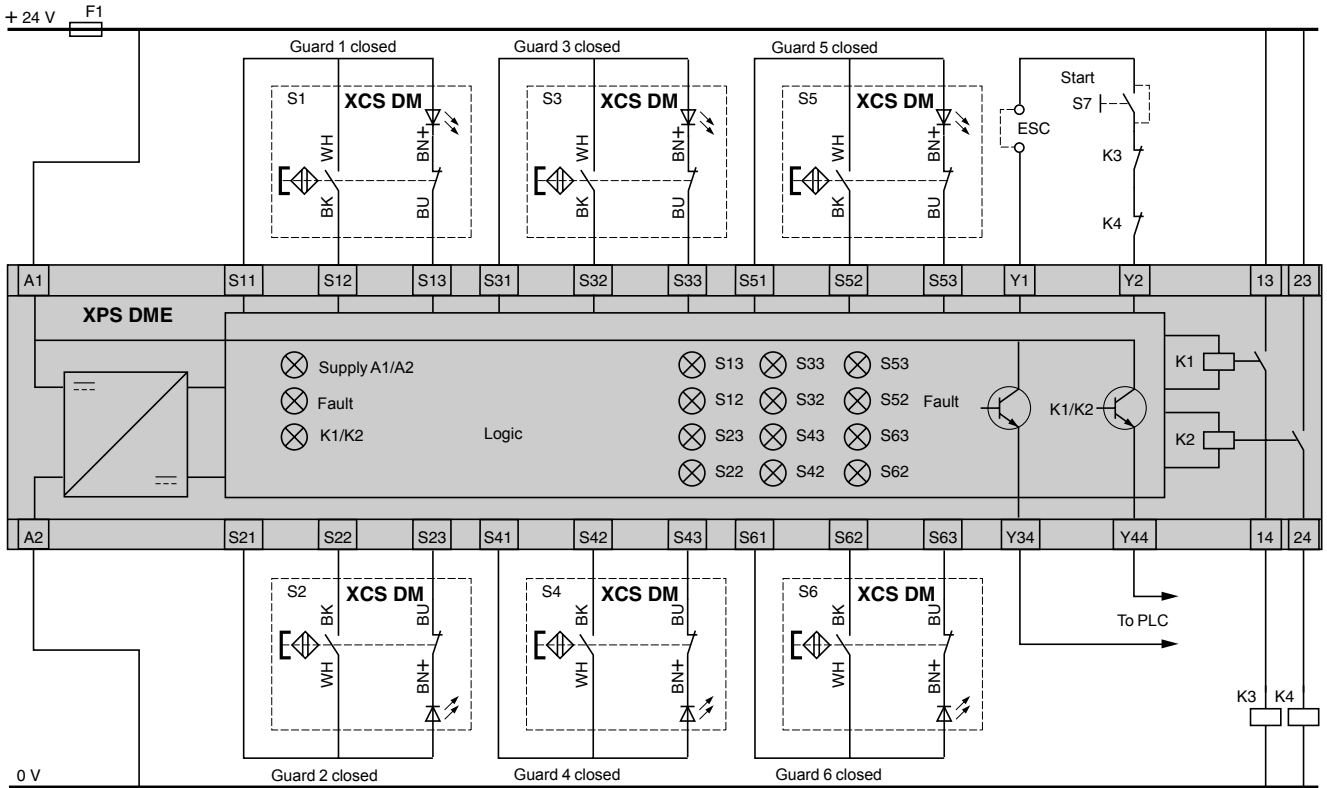 + 24 V F1
Guard 1 closed Guard 3 closed Guard 5 closed
S1 XCS DM S3 XCS DM S5 XCS DM Start
S7
ESC
WH BN+ WH BN+ WH BN+
K3
BK BU BK BU BK BU
K4
A1 S11 S12 S13 S31 S32 S33 S51 S52 S53 Y1 Y2 13 23
XPS DME
Supply A1/A2 S13 S33 S53 K1
Fault S12 S32 S52 Fault K1/K2
K1/K2 Logic S23 S43 S63 K2
S22 S42 S62
A2 S21 S22 S23 S41 S42 S43 S61 S62 S63 Y34 Y44 14 24
S2 XCS DM S4 XCS DM S6 XCS DM
BK BU BK BU BK BU
To PLC
WH BN+ WH BN+ WH BN+
K3 K4
0 V Guard 2 closed Guard 4 closed Guard 6 closed